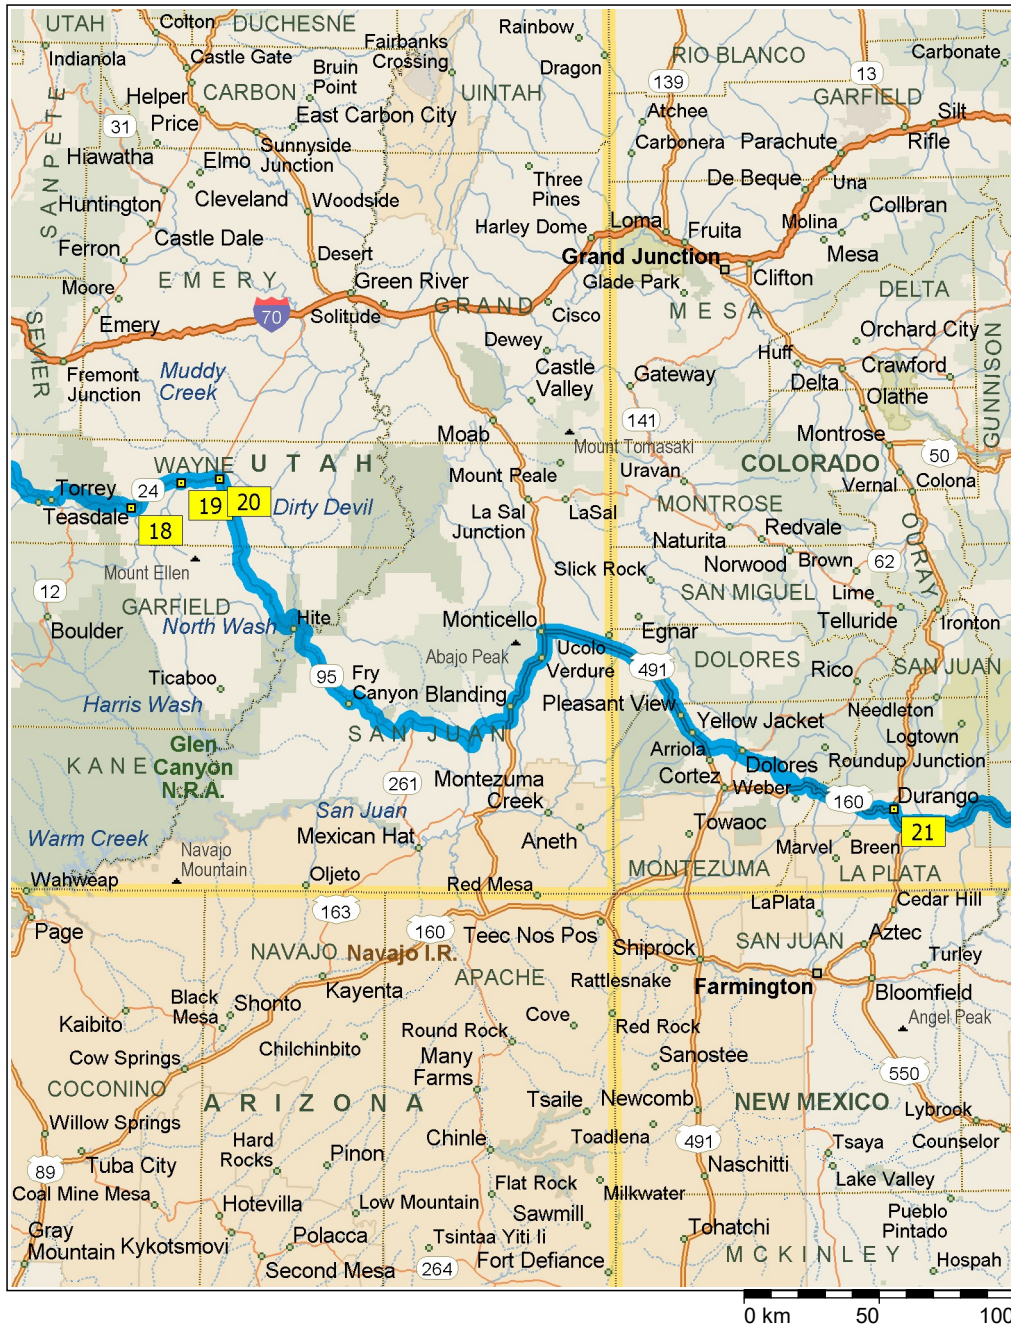 UTAH
Colton
DUCHESNE
Rainbow
Indianola
Castle Gate
Fairbanks
Crossing
RIO BLANCO
Carbonate
Bruin
Point
Dragon
139
13
SANPETE
Helper
CARBON
UINTAH
GARFIELD
Price
East Carbon City
Atchee
Silt
31
Sunnyside
Junction
Carbonera
Parachute
Rifle
Hiawatha
Elmo
Three
Pines
De Beque
Una
Huntington
Cleveland
Woodside
Collbran
Harley Dome
Loma
Fruita
Molina
Ferron
Castle Dale
Desert
Grand Junction
Mesa
EMERY
Green River
Glade Park
Clifton
Moore
GRAND
MESA
DELTA
70
Solitude
Cisco
Emery
SEVIER
Dewey
Orchard City
GUNNISON
Fremont
Junction
Muddy
Creek
Castle
Valley
Gateway
Huff
Crawford
Delta
Olathe
Moab
141
Mount Tomasaki
Montrose
WAYNE
UTAH
Mount Peale
Uravan
COLORADO
50
Torrey
24
Vernal
Colona
Teasdale
19
20
Dirty Devil
La Sal
Junction
LaSal
MONTROSE
18
Redvale
OURAY
Naturita
Mount Ellen
Slick Rock
Norwood
Brown
62
12
GARFIELD
SAN MIGUEL
Lime
North Wash
Hite
Monticello
Egnar
Telluride
Ironton
Boulder
Abajo Peak
Ucolo
Verdure
491
DOLORES
Rico
SAN JUAN
Ticaboo
95
Fry
Canyon
Blanding
Harris Wash
Pleasant View
Needleton
Yellow Jacket
Logtown
Glen
Canyon
N.R.A.
SAN JUAN
Arriola
KANE
Dolores
Roundup Junction
261
Montezuma
Creek
Cortez
Weber
160
Durango
San Juan
Warm Creek
Mexican Hat
Aneth
Towaoc
21
Navajo
Mountain
Marvel
Breen
Wahweap
Oljeto
Red Mesa
MONTEZUMA
LA PLATA
163
LaPlata
Cedar Hill
Page
160
Teec Nos Pos
Aztec
NAVAJO
Navajo I.R.
Shiprock
SAN JUAN
Turley
APACHE
Rattlesnake
Farmington
Kayenta
Bloomfield
Black
Mesa
Shonto
Cove
Angel Peak
Kaibito
Round Rock
Red Rock
Chilchinbito
Cow Springs
Many
Farms
Sanostee
550
COCONINO
ARIZONA
Tsaile
Newcomb
NEW MEXICO
Lybrook
Willow Springs
Chinle
Toadlena
491
Tsaya
Counselor
Hard
Rocks
Pinon
89
Tuba City
Naschitti
Lake Valley
Coal Mine Mesa
Flat Rock
Milkwater
Hotevilla
Low Mountain
Pueblo
Pintado
Gray
Mountain
Kykotsmovi
Polacca
Sawmill
Tohatchi
Tsintaa Yiti Ii
MCKINLEY
Second Mesa
264
Fort Defiance
Hospah
0 km
50
100